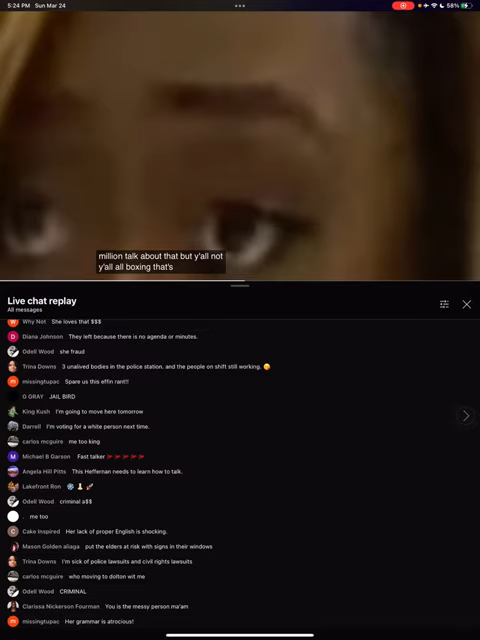 5:24 PM Sun Mar 24
58%
million talk about that but y'all not
y'all all boxing that's
Live chat replay
All messages
Why Not She loves that $$$
Diana Johnson They left because there is no agenda or minutes.
Odell Wood she fraud
Trina Downs 3 unalived bodies in the police station. and the people on shift still working.
missingtupac Spare us this effin rant!!
G GRAY JAIL BIRD
King Kush I'm going to move here tomorrow
Darrell I'm voting for a white person next time.
carlos mcguire me too king
M Michael B Garson Fast talker
Angela Hill Pitts This Heffernan needs to learn how to talk.
Lakefront Ron
Odell Wood criminal a$$
. me too
C Cake Inspired Her lack of proper English is shocking.
Mason Golden aliaga put the elders at risk with signs in their windows
Trina Downs I'm sick of police lawsuits and civil rights lawsuits
carlos mcguire who moving to dolton wit me
Odell Wood CRIMINAL
Clarissa Nickerson Fourman You is the messy person ma'am
missingtupac Her grammar is atrocious!